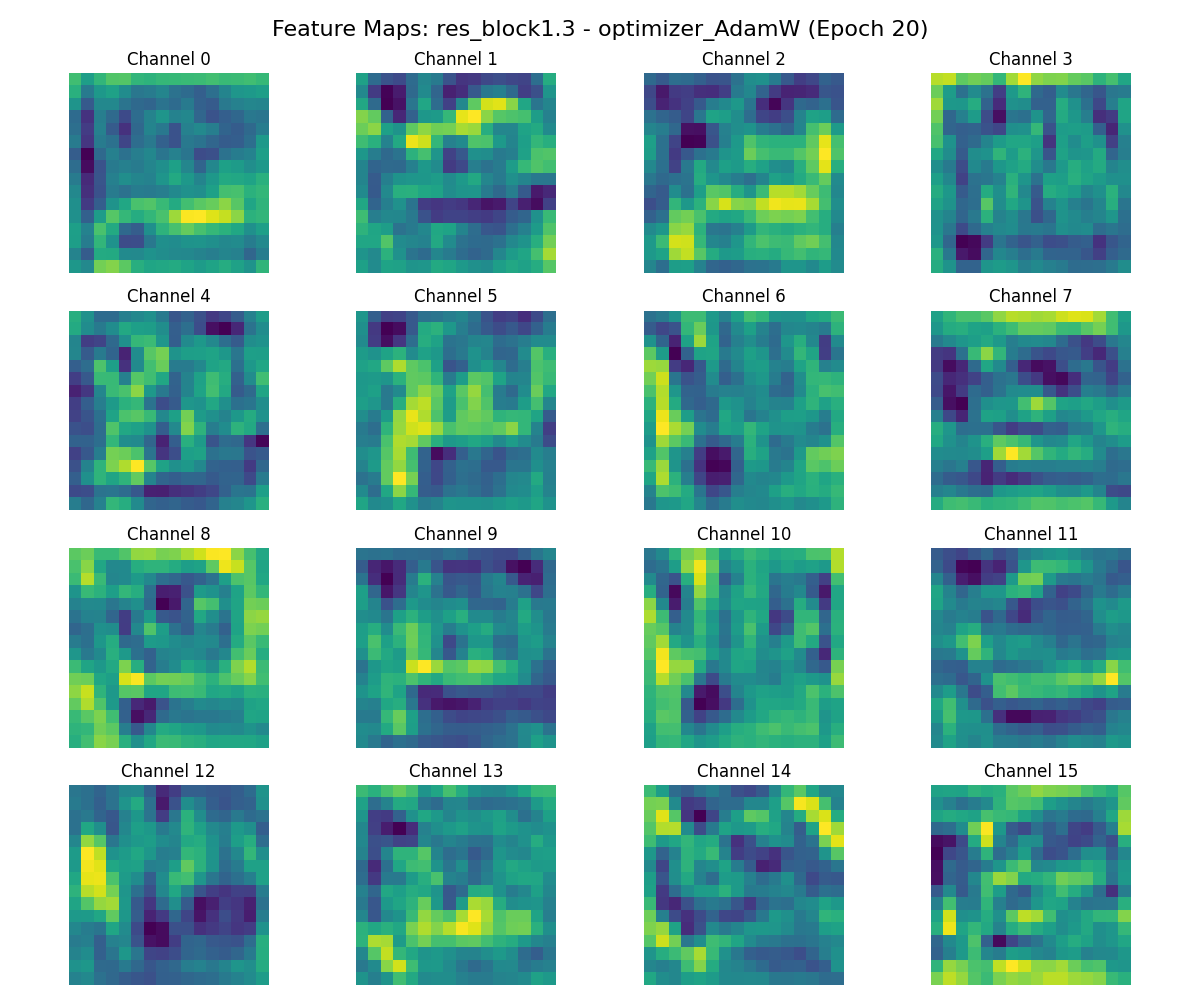 Feature Maps: res_block1.3 - optimizer_AdamW (Epoch 20)
Channel 0
Channel 1
Channel 2
Channel 3
Channel 4
Channel 5
Channel 6
Channel 7
Channel 8
Channel 9
Channel 10
Channel 11
Channel 12
Channel 13
Channel 14
Channel 15